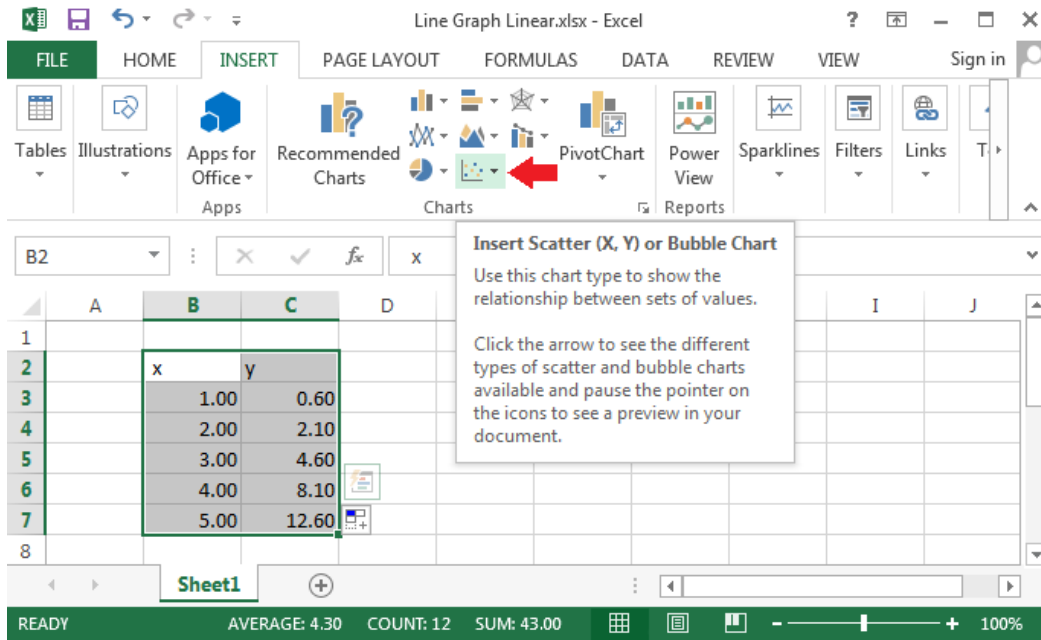 Line Graph Linear.xlsx - Excel
?
FILE HOME INSERT PAGE LAYOUT FORMULAS DATA REVIEW VIEW Sign in
Tables
Illustrations
Apps for
Office
Apps
Recommended
Charts
PivotChart
Charts
Power
View
Reports
Sparklines
Filters
Links
Insert Scatter (X, Y) or Bubble Chart
Use this chart type to show the
relationship between sets of values.
Click the arrow to see the different
types of scatter and bubble charts
available and pause the pointer on
the icons to see a preview in your
document.
B2 fx x
A B C D I J
1
2 x y
3 1.00 0.60
4 2.00 2.10
5 3.00 4.60
6 4.00 8.10
7 5.00 12.60
8
Sheet1
READY AVERAGE: 4.30 COUNT: 12 SUM: 43.00 100%